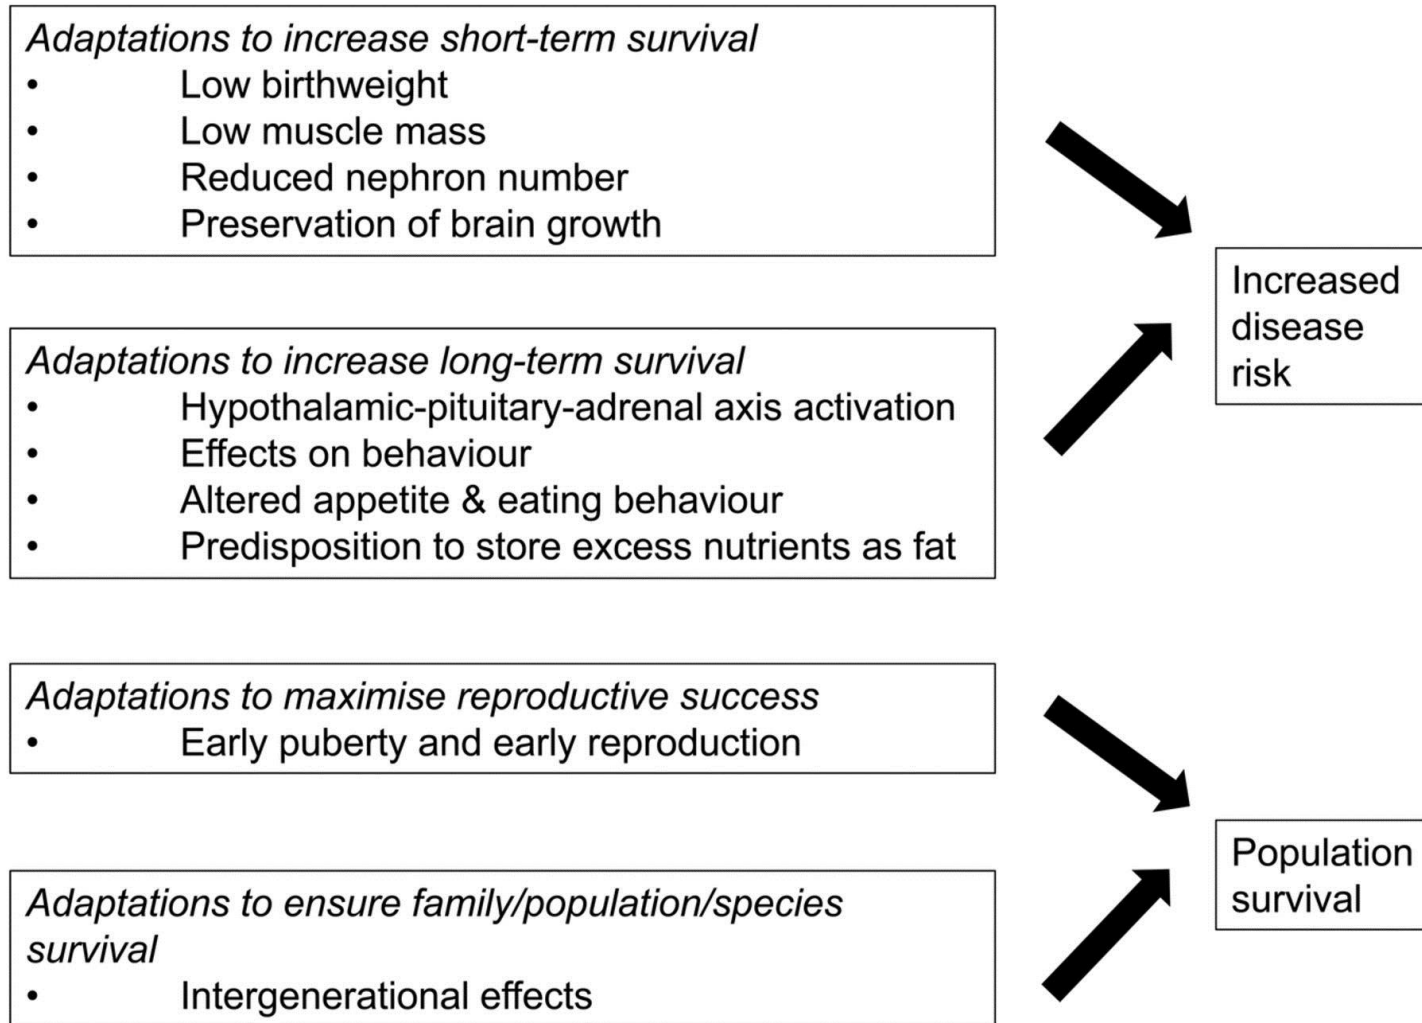 Adaptations to increase short-term survival
• Low birthweight
• Low muscle mass
• Reduced nephron number
• Preservation of brain growth
Increased
disease
risk
Adaptations to increase long-term survival
• Hypothalamic-pituitary-adrenal axis activation
• Effects on behaviour
• Altered appetite & eating behaviour
• Predisposition to store excess nutrients as fat
Adaptations to maximise reproductive success
• Early puberty and early reproduction
Population
survival
Adaptations to ensure family/population/species
survival
• Intergenerational effects